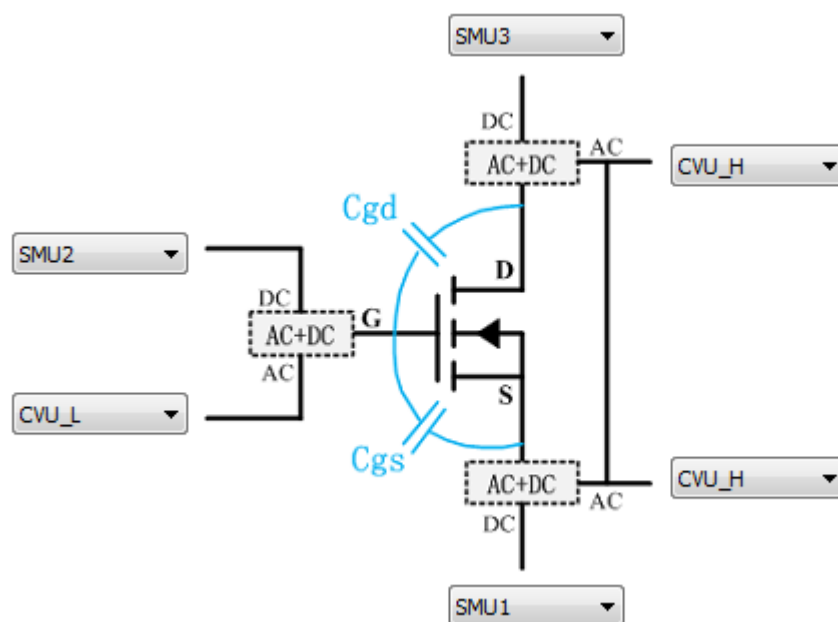 SMU3
DC
AC+DC
AC
CVU_H
Cgd
SMU2
D
DC
G
AC+DC
AC
S
CVU_L
Cgs
AC+DC
CVU_H
AC
DC
SMU1